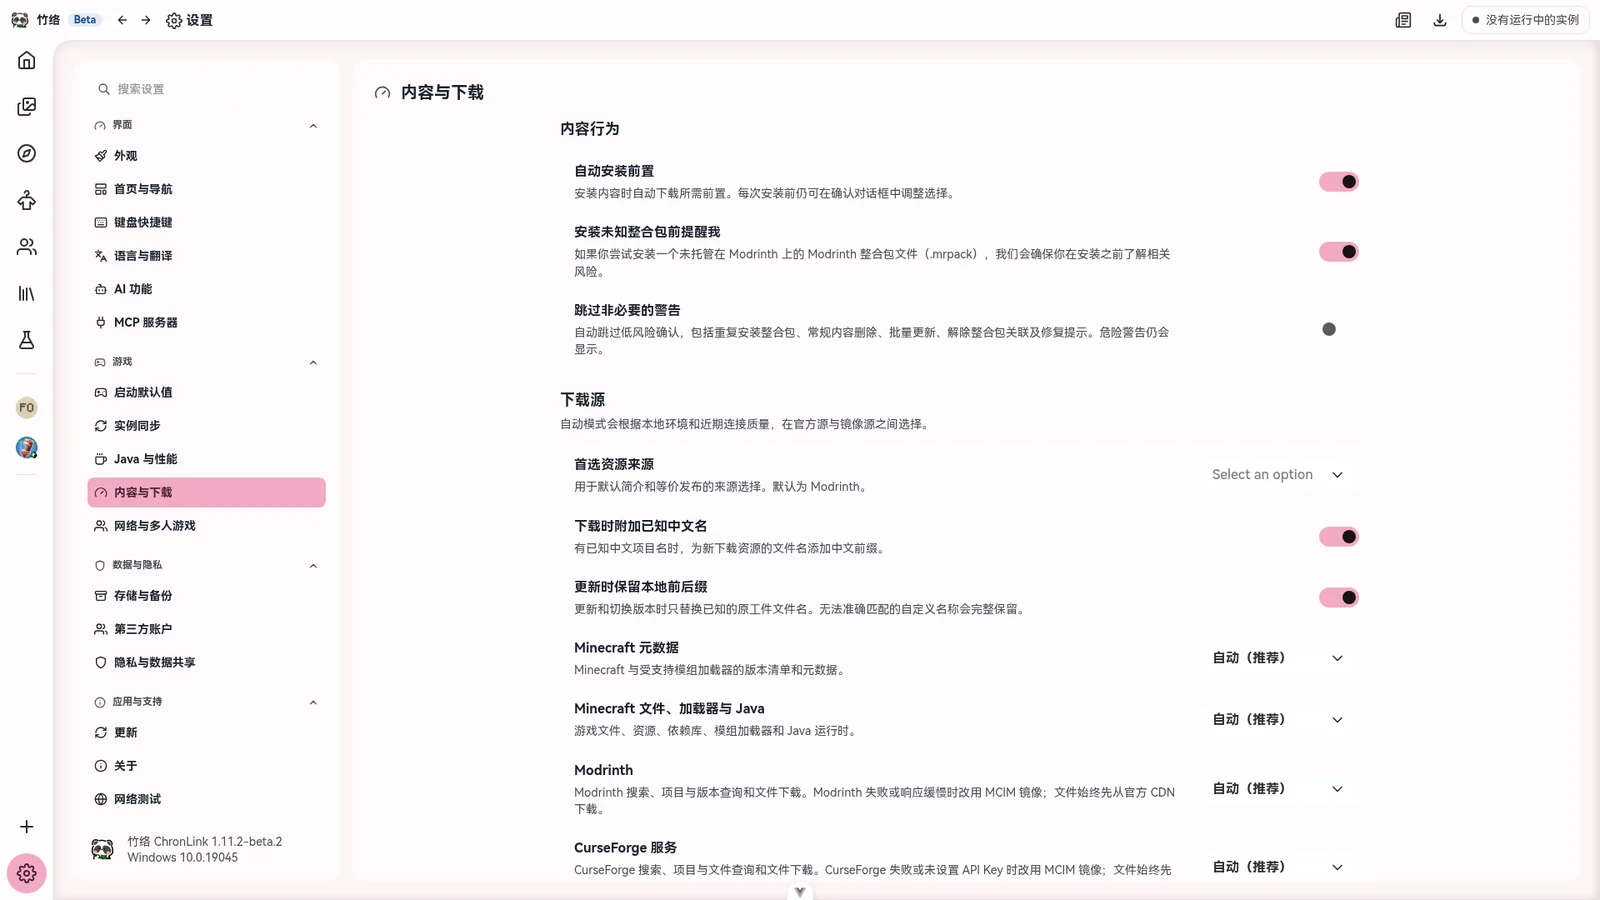 竹络 Beta 设置 没有运行中的实例
搜索设置
界面
外观
首页与导航
键盘快捷键
语言与翻译
AI 功能
MCP 服务器
游戏
启动默认值
实例同步
Java 与性能
内容与下载
网络与多人游戏
数据与隐私
存储与备份
第三方账户
隐私与数据共享
应用与支持
更新
关于
网络测试
竹络 ChronLink 1.11.2-beta.2
Windows 10.0.19045
FO
内容与下载
内容行为
自动安装前置
安装内容时自动下载所需前置。每次安装前仍可在确认对话框中调整选择。
安装未知整合包前提醒我
如果你尝试安装一个未托管在 Modrinth 上的 Modrinth 整合包文件（.mrpack），我们会确保你在安装之前了解相关
风险。
跳过非必要的警告
自动跳过低风险确认，包括重复安装整合包、常规内容删除、批量更新、解除整合包关联及修复提示。危险警告仍会
显示。
下载源
自动模式会根据本地环境和近期连接质量，在官方源与镜像源之间选择。
首选资源来源
用于默认简介和等价发布的来源选择。默认为 Modrinth。
Select an option
下载时附加已知中文名
有已知中文项目名时，为新下载资源的文件名添加中文前缀。
更新时保留本地前后缀
更新和切换版本时只替换已知的原工件文件名。无法准确匹配的自定义名称会完整保留。
Minecraft 元数据
Minecraft 与受支持模组加载器的版本清单和元数据。
自动（推荐）
Minecraft 文件、加载器与 Java
游戏文件、资源、依赖库、模组加载器和 Java 运行时。
自动（推荐）
Modrinth
Modrinth 搜索、项目与版本查询和文件下载。Modrinth 失败或响应缓慢时改用 MCIM 镜像；文件始终先从官方 CDN
下载。
自动（推荐）
CurseForge 服务
CurseForge 搜索、项目与文件查询和文件下载。CurseForge 失败或未设置 API Key 时改用 MCIM 镜像；文件始终先
自动（推荐）